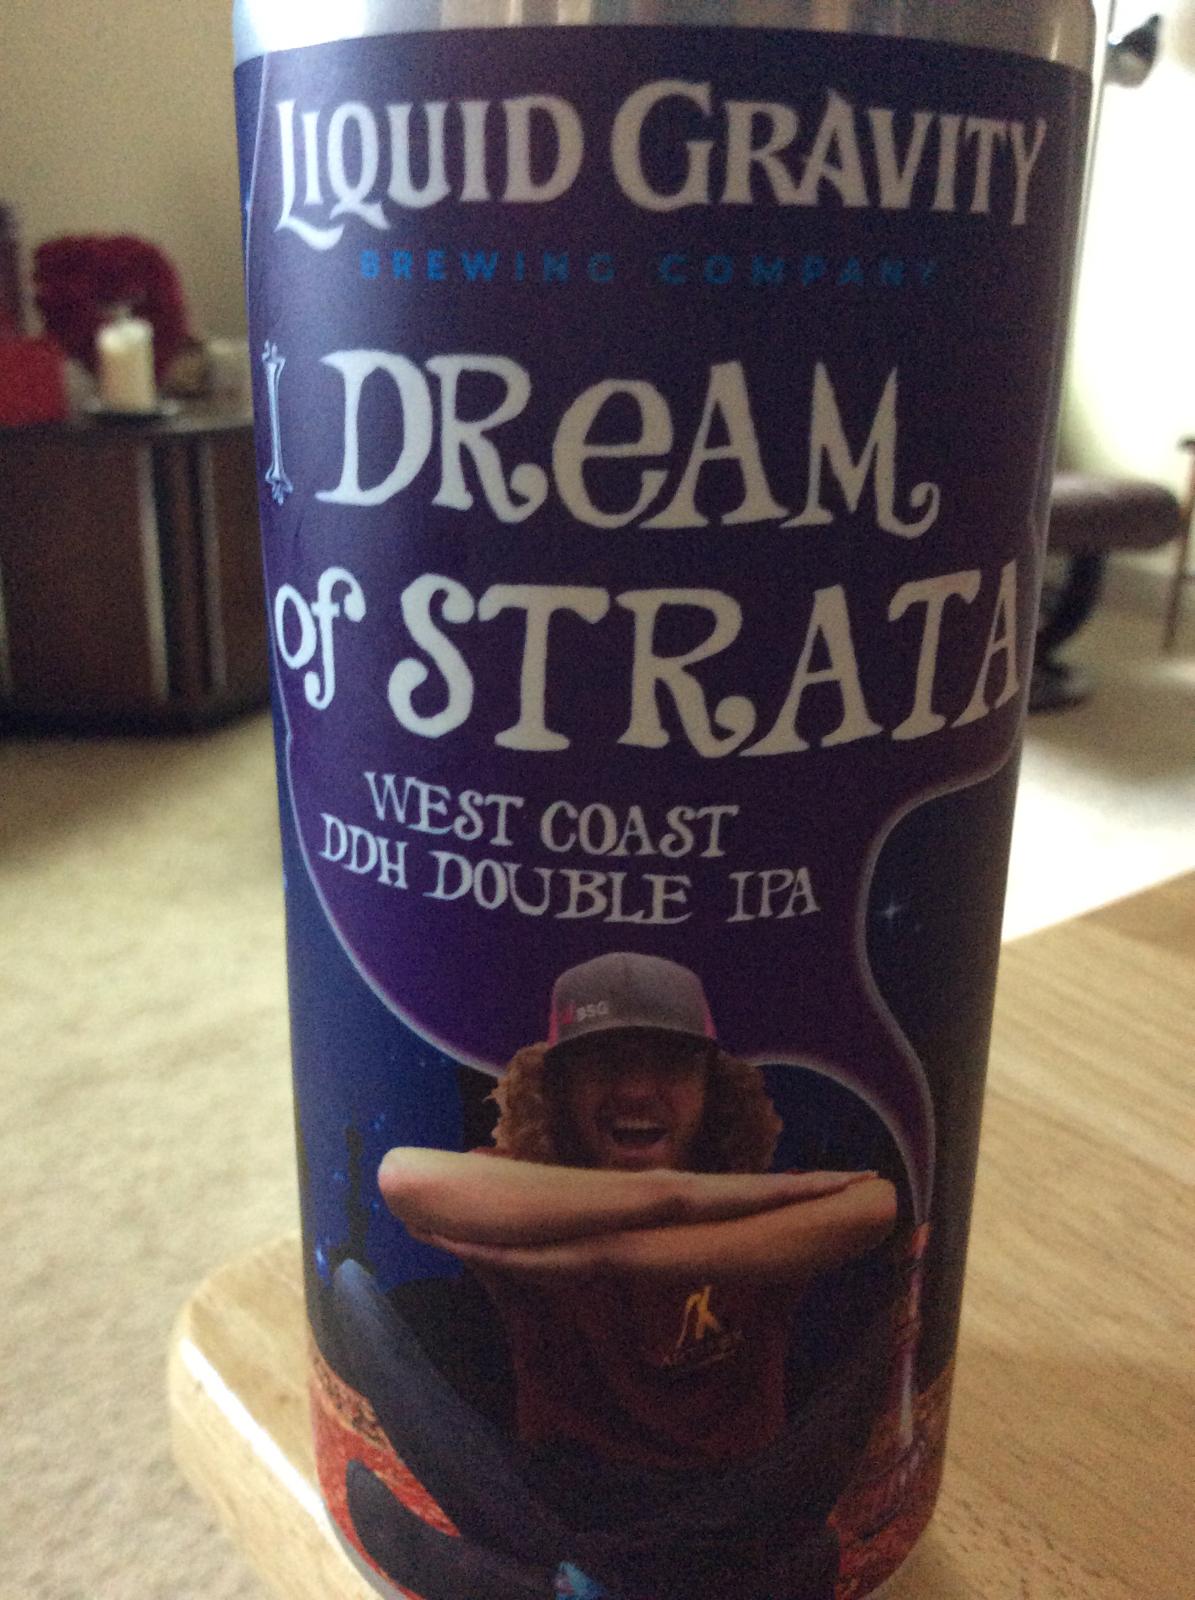 LIQUID GRAVITY
BREWING COMPANY
I DReAM
of STRATA
WEST COAST
DDH DOUBLE IPA
BSG